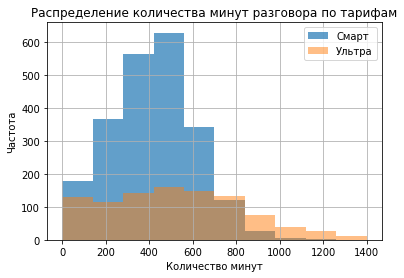 Распределение количества минут разговора по тарифам
Смарт
Ультра
Частота
600
500
400
300
200
100
0
0 200 400 600 800 1000 1200 1400
Количество минут